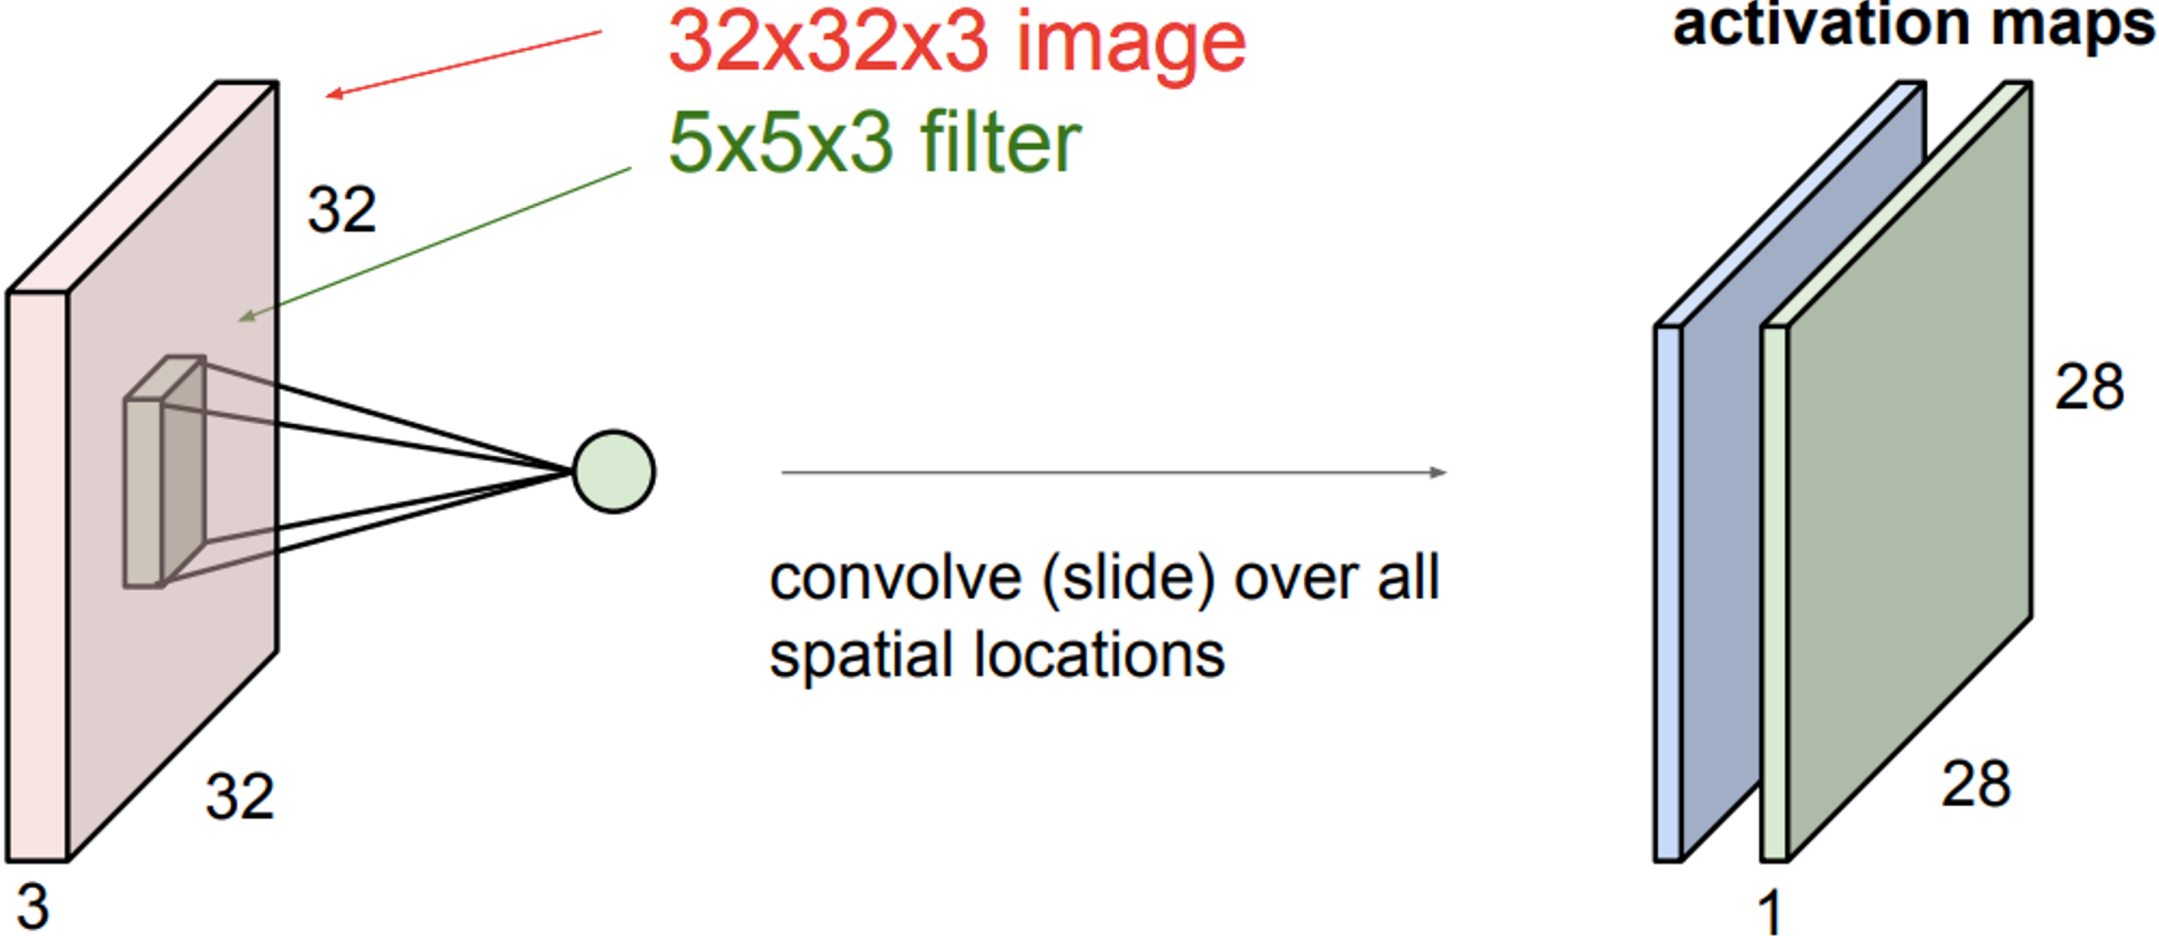 32x32x3 image
5x5x3 filter
activation maps
32
28
convolve (slide) over all
spatial locations
32
28
3
1